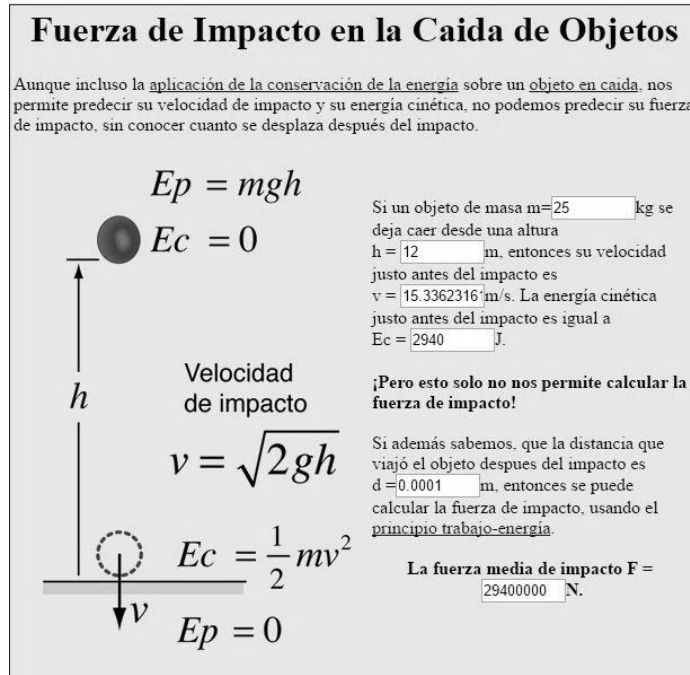 Fuerza de Impacto en la Caida de Objetos
Aunque incluso la aplicación de la conservación de la energía sobre un objeto en caida, nos
permite predecir su velocidad de impacto y su energía cinética, no podemos predecir su fuerza
de impacto, sin conocer cuanto se desplaza después del impacto.
Ep = mgh
Ec = 0
h
Velocidad
de impacto
v = √2gh
Ec = 1/2 mv²
v
Ep = 0
Si un objeto de masa m=25 kg se
deja caer desde una altura
h = 12 m, entonces su velocidad
justo antes del impacto es
v = 15.3362316 m/s. La energía cinética
justo antes del impacto es igual a
Ec = 2940 J.
¡Pero esto solo no nos permite calcular la
fuerza de impacto!
Si además sabemos, que la distancia que
viajó el objeto despues del impacto es
d =0.0001 m, entonces se puede
calcular la fuerza de impacto, usando el
principio trabajo-energía.
La fuerza media de impacto F =
29400000 N.